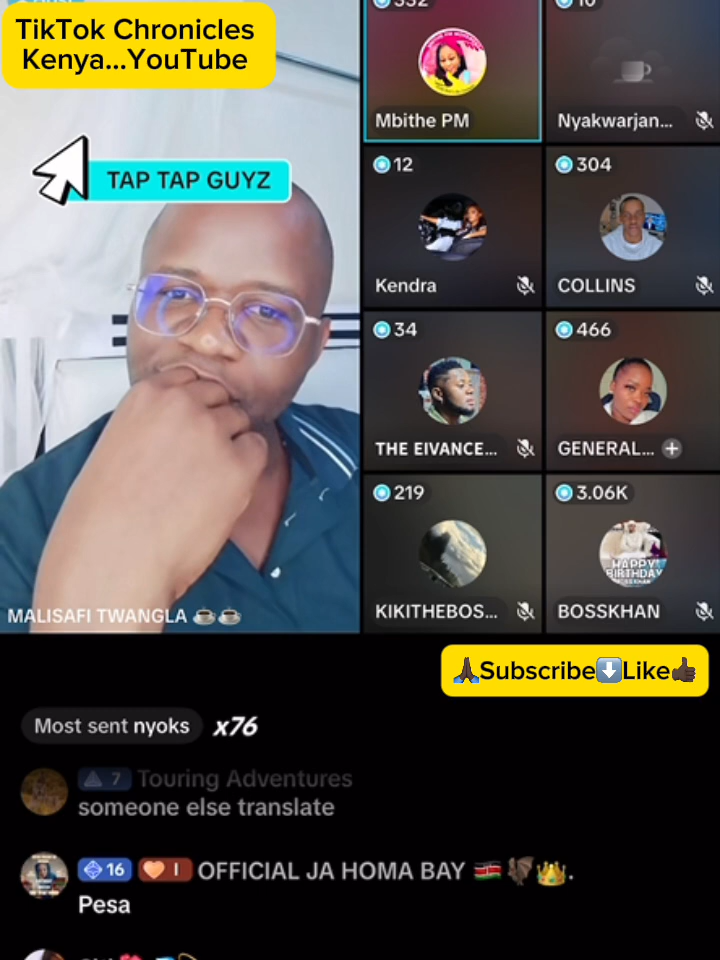 TikTok Chronicles
Kenya...YouTube
TAP TAP GUYZ
MALISAFI TWANGLA ☕☕
332
Mbithe PM
10
Nyakwarjan...
12
Kendra
304
COLLINS
34
THE EIVANCE...
466
GENERAL...
219
KIKITHEBOS...
3.06K
HAPPY
BIRTHDAY
BOSSKHAN
🙏🏿Subscribe⬇️Like👍🏿
Most sent nyoks x76
7 Touring Adventures
someone else translate
16 I OFFICIAL JA HOMA BAY 🇰🇪🦇👑.
Pesa